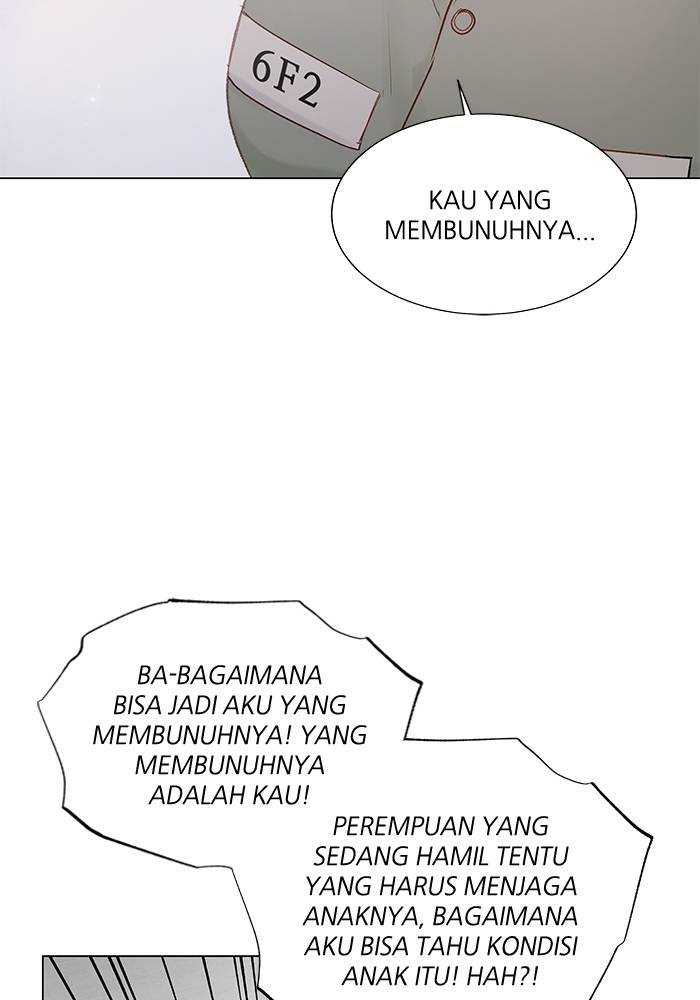 6F2
KAU YANG
MEMBUNUHNYA...
BA-BAGAIMANA
BISA JADI AKU YANG
MEMBUNUHNYA! YANG
MEMBUNUHNYA
ADALAH KAU!
PEREMPUAN YANG
SEDANG HAMIL TENTU
YANG HARUS MENJAGA
ANAKNYA, BAGAIMANA
AKU BISA TAHU KONDISI
ANAK ITU! HAH?!